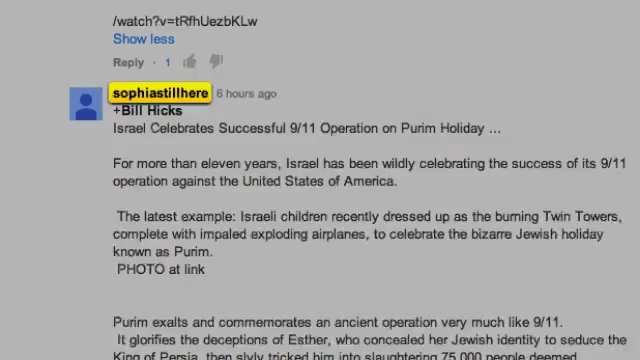 /watch?v=tRfhUezbKLw
Show less
Reply · 1
sophiastillhere 6 hours ago
+Bill Hicks
Israel Celebrates Successful 9/11 Operation on Purim Holiday ...
For more than eleven years, Israel has been wildly celebrating the success of its 9/11
operation against the United States of America.
The latest example: Israeli children recently dressed up as the burning Twin Towers,
complete with impaled exploding airplanes, to celebrate the bizarre Jewish holiday
known as Purim.
PHOTO at link
Purim exalts and commemorates an ancient operation very much like 9/11.
It glorifies the deceptions of Esther, who concealed her Jewish identity to seduce the
King of Persia, then slyly tricked him into slaughtering 75,000 people deemed